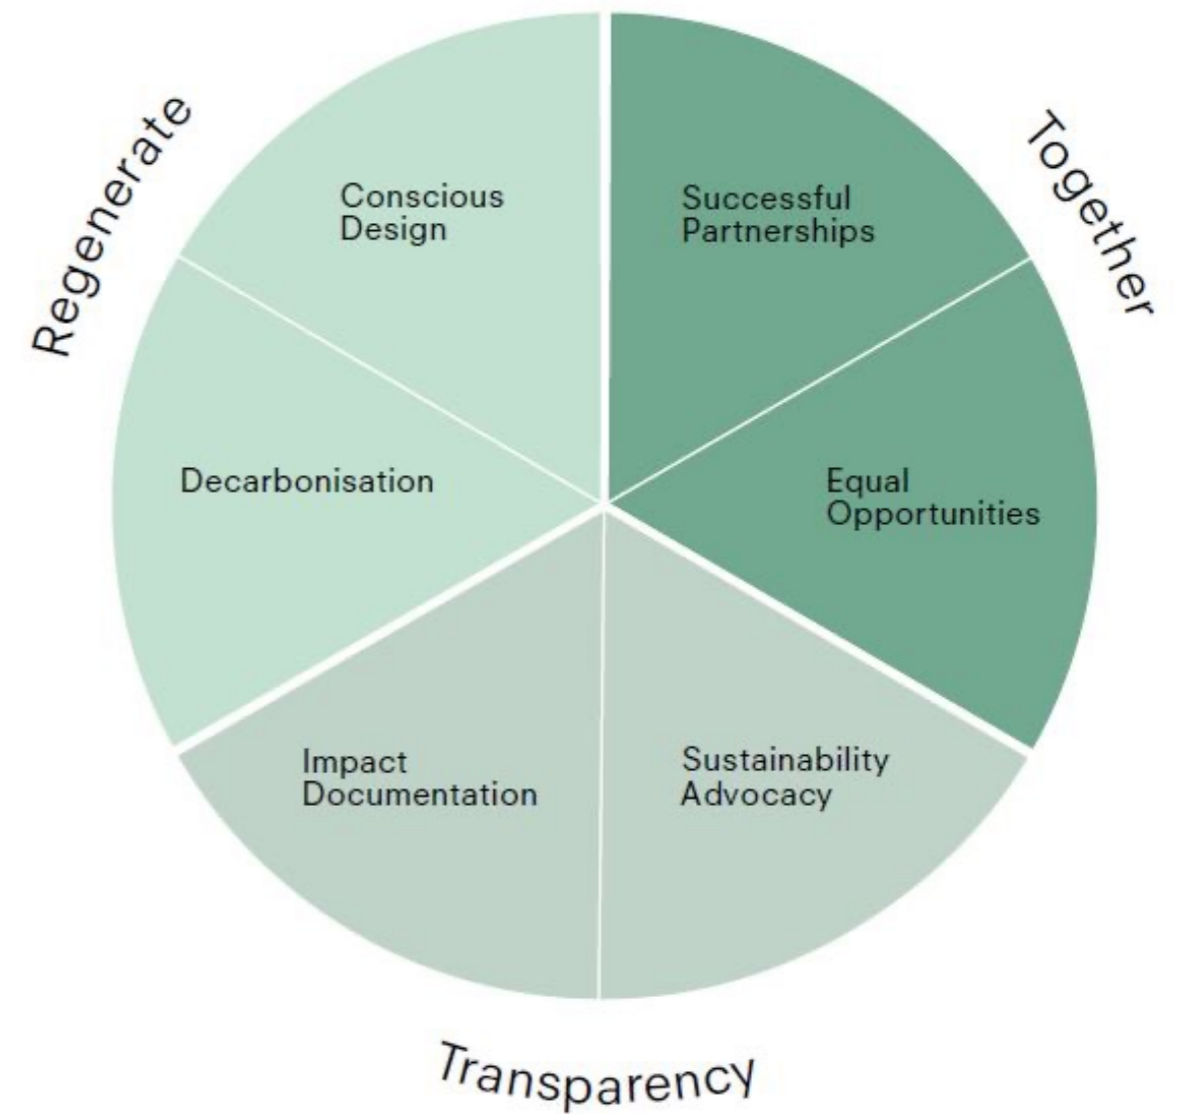 Regenerate
Together
Conscious
Design
Successful
Partnerships
Decarbonisation
Equal
Opportunities
Impact
Documentation
Sustainability
Advocacy
Transparency